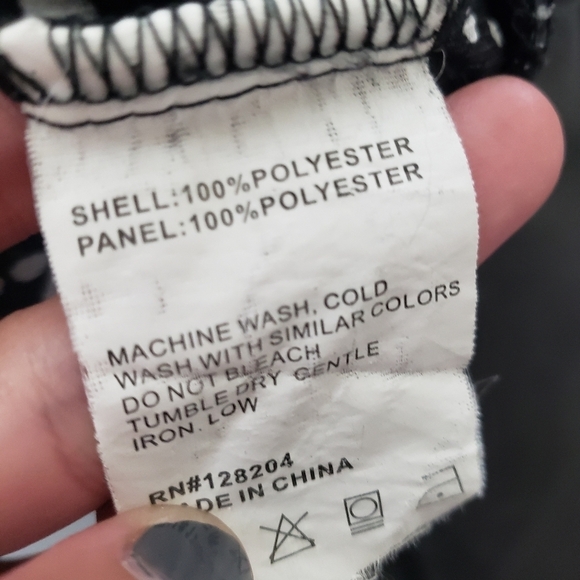 SHELL:100%POLYESTER
PANEL:100%POLYESTER
MACHINE WASH, COLD
WASH WITH SIMILAR COLORS
DO NOT BLEACH
TUMBLE DRY GENTLE
IRON. LOW
RN#128204
ADE IN CHINA